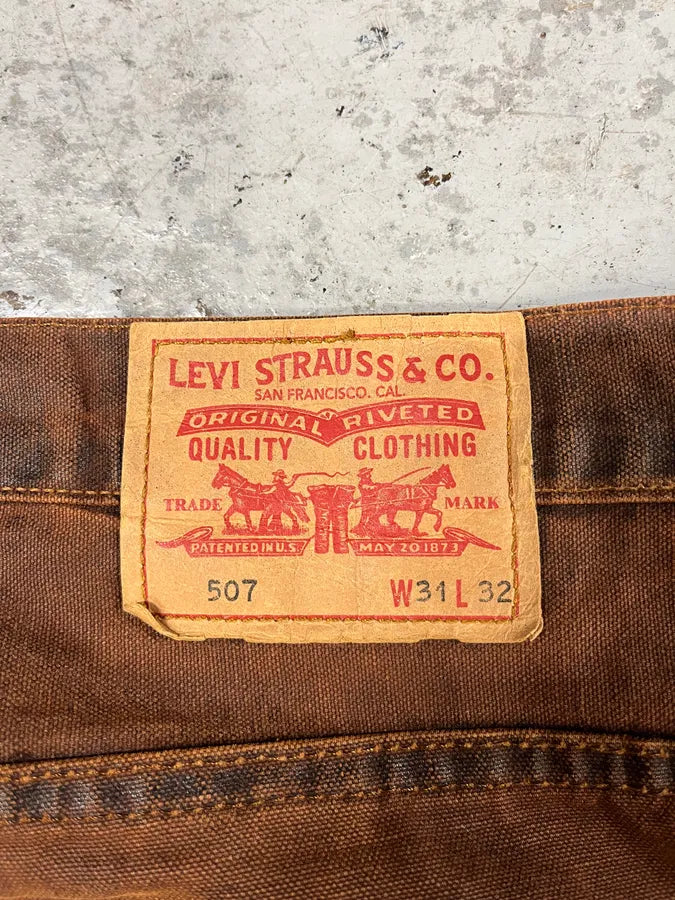 LEVI STRAUSS & CO.
SAN FRANCISCO. CAL.
ORIGINAL RIVETED
QUALITY CLOTHING
TRADE MARK
PATENTED IN U.S. MAY 20 1873
507 W31 L 32